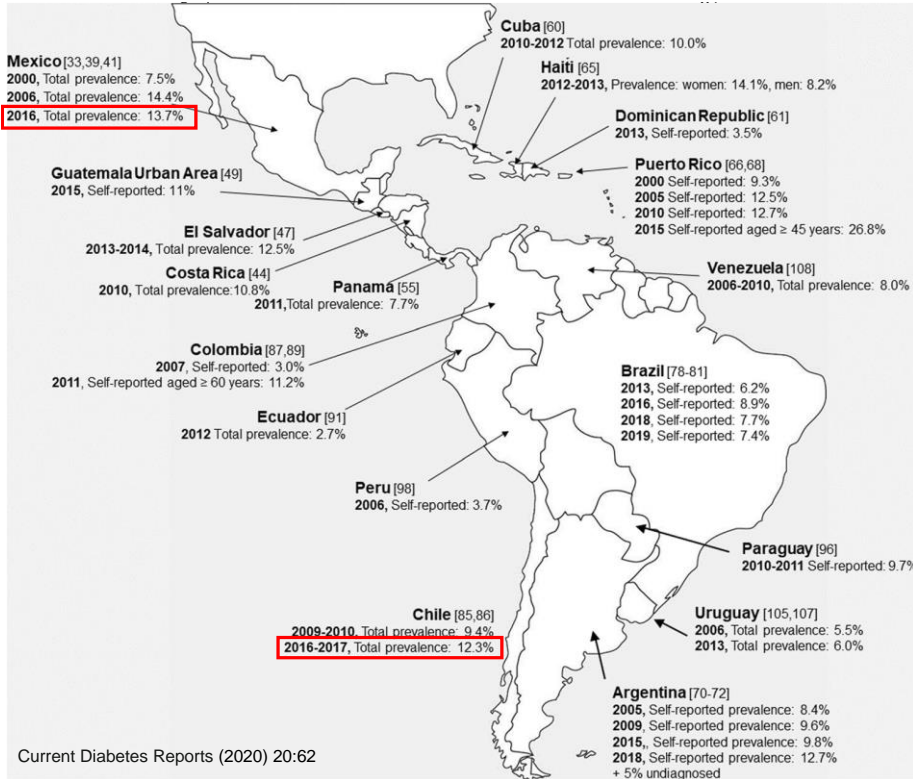 Cuba [60]
2010-2012 Total prevalence: 10.0%
Mexico [33,39,41]
2000, Total prevalence: 7.5%
2006, Total prevalence: 14.4%
2016, Total prevalence: 13.7%
Haiti [65]
2012-2013, Prevalence: women: 14.1%, men: 8.2%
Dominican Republic [61]
2013, Self-reported: 3.5%
Guatemala Urban Area [49]
2015, Self-reported: 11%
Puerto Rico [66,68]
2000 Self-reported: 9.3%
2005 Self-reported: 12.5%
2010 Self-reported: 12.7%
2015 Self-reported aged ≥ 45 years: 26.8%
El Salvador [47]
2013-2014, Total prevalence: 12.5%
Costa Rica [44]
2010, Total prevalence:10.8%
Panamá [55]
2011,Total prevalence: 7.7%
Venezuela [108]
2006-2010, Total prevalence: 8.0%
Colombia [87,89]
2007, Self-reported: 3.0%
2011, Self-reported aged ≥ 60 years: 11.2%
Brazil [78-81]
2013, Self-reported: 6.2%
2016, Self-reported: 8.9%
2018, Self-reported: 7.7%
2019, Self-reported: 7.4%
Ecuador [91]
2012 Total prevalence: 2.7%
Peru [98]
2006, Self-reported: 3.7%
Paraguay [96]
2010-2011 Self-reported: 9.7%
Chile [85,86]
2009-2010, Total prevalence: 9.4%
2016-2017, Total prevalence: 12.3%
Uruguay [105,107]
2006, Total prevalence: 5.5%
2013, Total prevalence: 6.0%
Argentina [70-72]
2005, Self-reported prevalence: 8.4%
2009, Self-reported prevalence: 9.6%
2015,, Self-reported prevalence: 9.8%
2018, Self-reported prevalence: 12.7%
+ 5% undiagnosed
Current Diabetes Reports (2020) 20:62